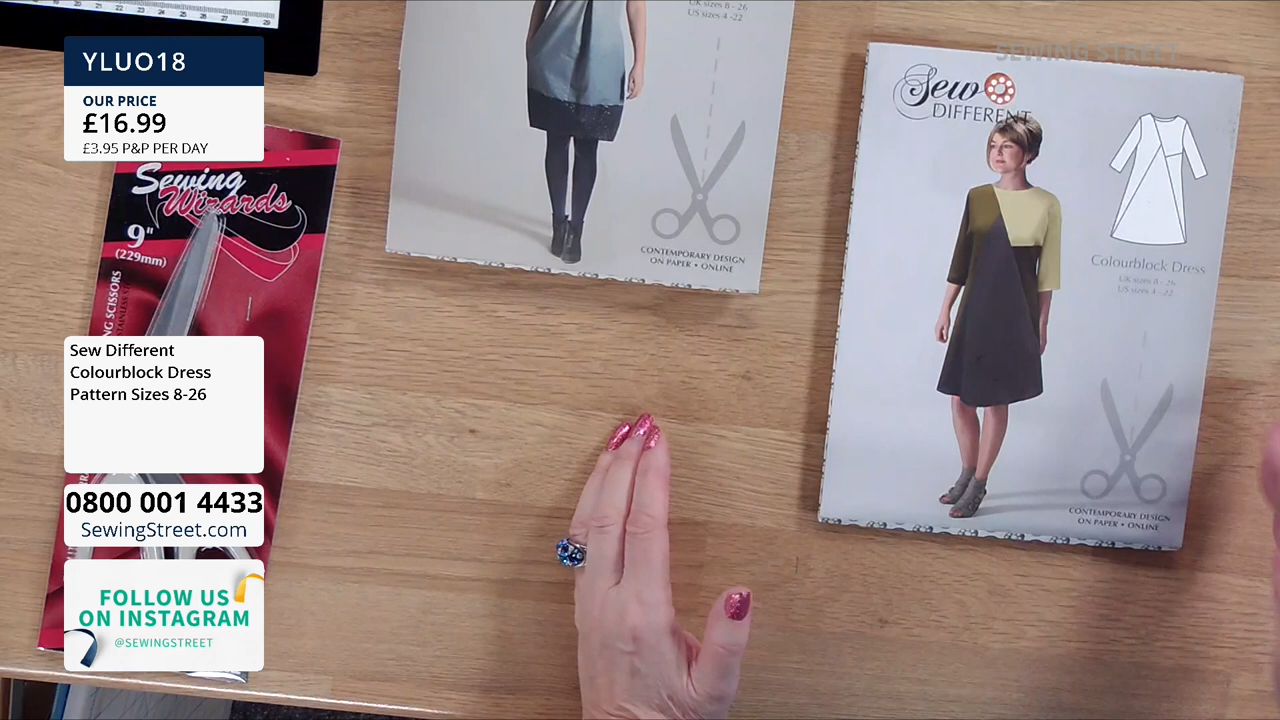 YLUO18
OUR PRICE
£16.99
£3.95 P&P PER DAY
Sewing
Wizards
9"
(229mm)
Sew Different
Colourblock Dress
Pattern Sizes 8-26
0800 001 4433
SewingStreet.com
FOLLOW US
ON INSTAGRAM
@SEWINGSTREET
UK sizes 8 - 26
US sizes 4 -22
CONTEMPORARY DESIGN
ON PAPER • ONLINE
SEWING STREET
Sew
DIFFERENT
Colourblock Dress
UK sizes 8 - 26
US sizes 4 - 22
CONTEMPORARY DESIGN
ON PAPER • ONLINE